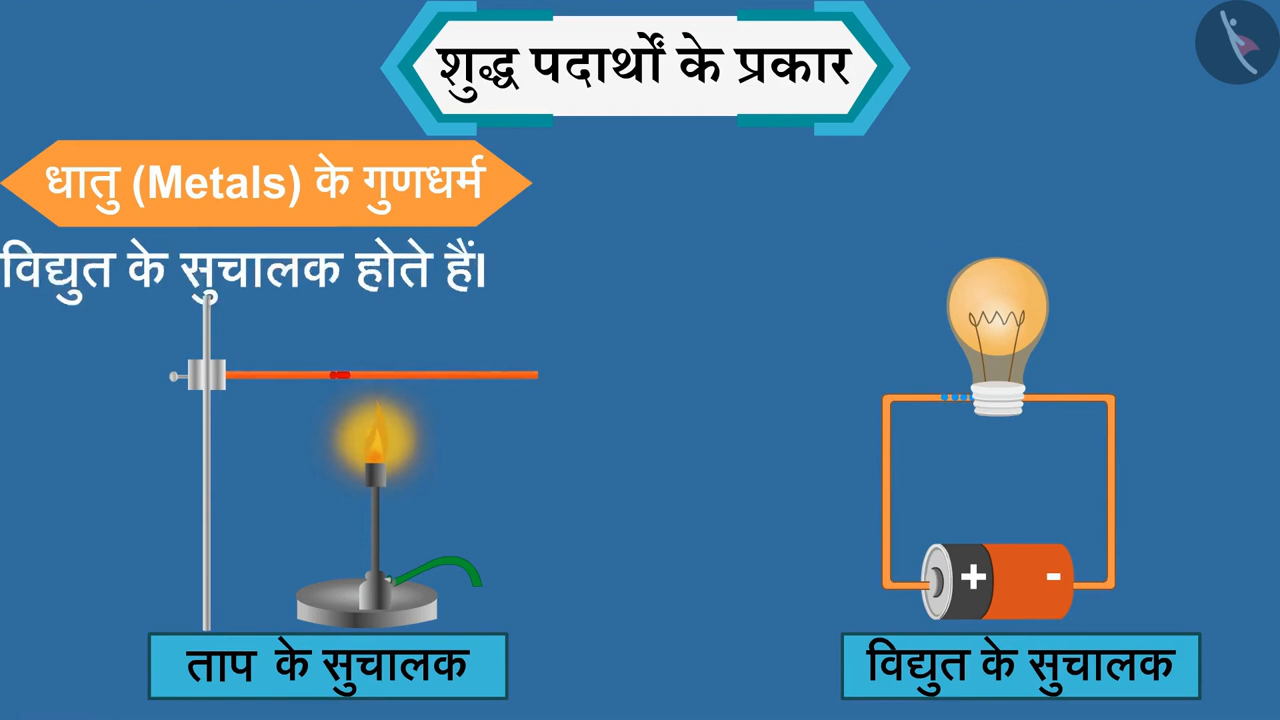 शुद्ध पदार्थों के प्रकार
धातु (Metals) के गुणधर्म
विद्युत के सुचालक होते हैं।
+ -
ताप के सुचालक
विद्युत के सुचालक